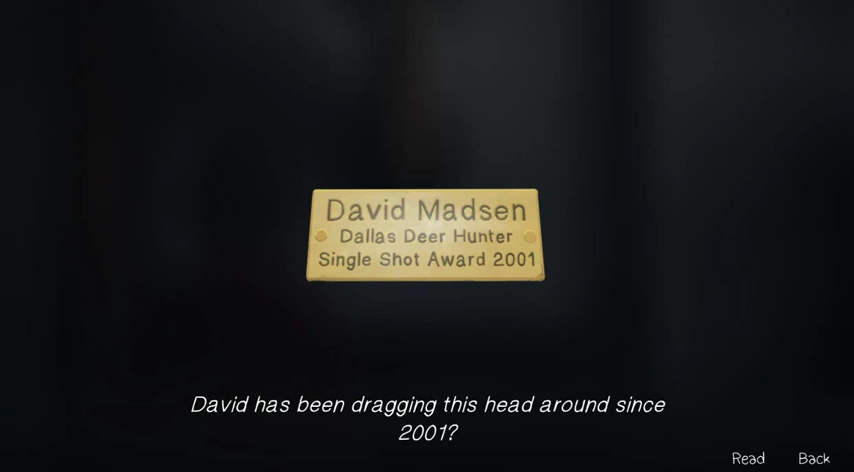 David Madsen
Dallas Deer Hunter
Single Shot Award 2001
David has been dragging this head around since
2001?
Read Back